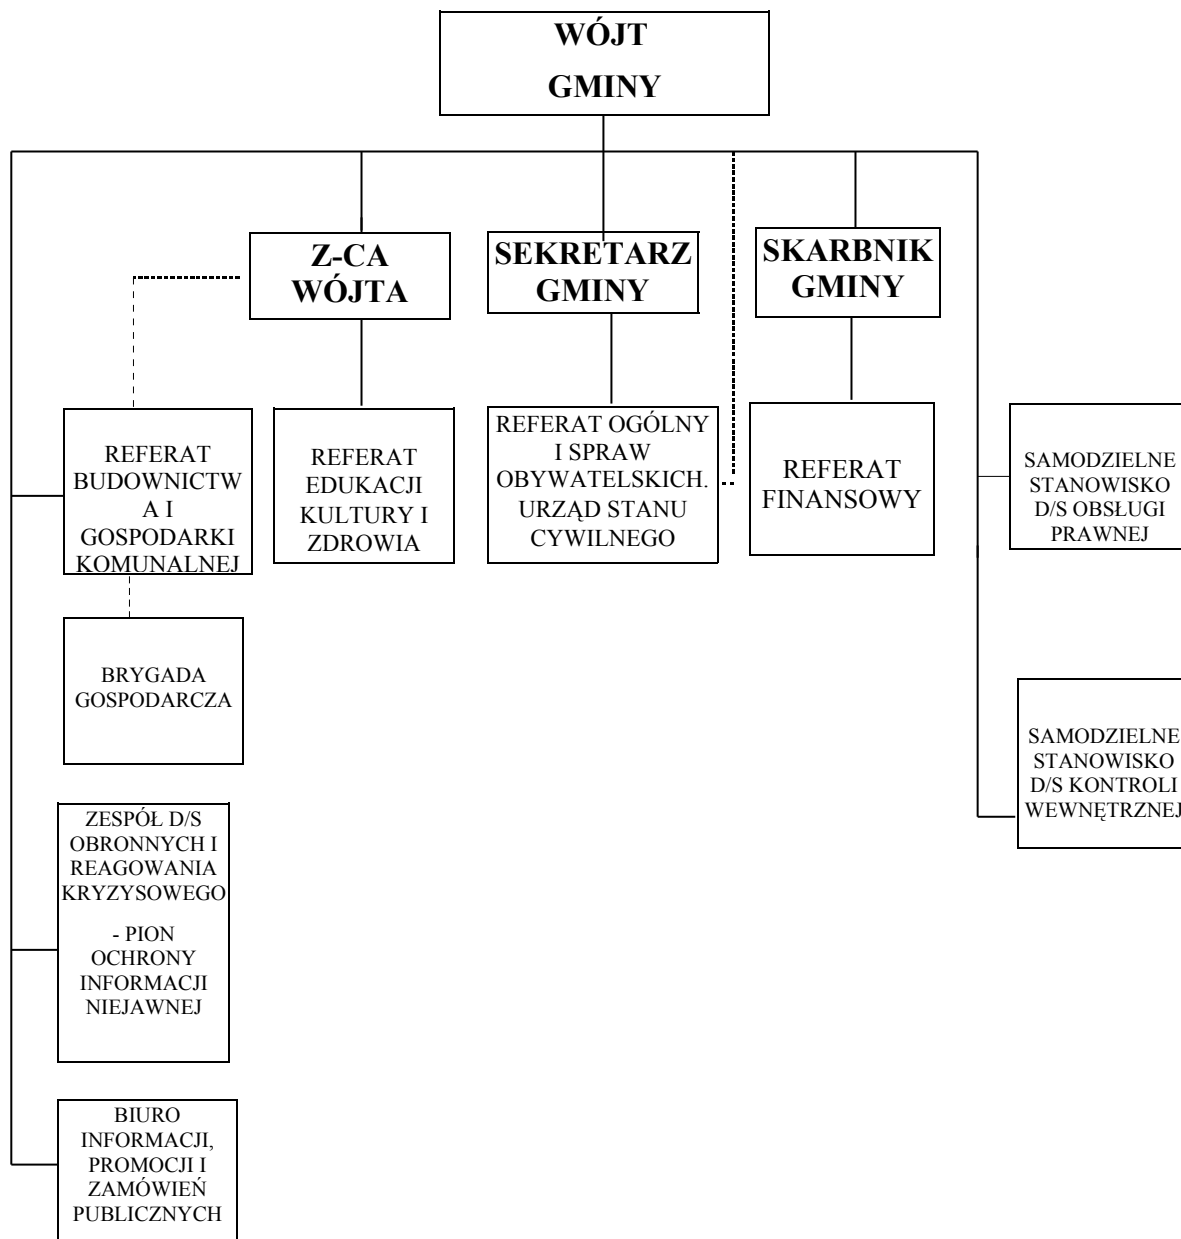 WÓJT
GMINY
Z-CA
WÓJTA
SEKRETARZ
GMINY
SKARBNIK
GMINY
REFERAT
BUDOWNICTW
A I
GOSPODARKI
KOMUNALNEJ
REFERAT
EDUKACJI
KULTURY I
ZDROWIA
REFERAT OGÓLNY
I SPRAW
OBYWATELSKICH.
URZĄD STANU
CYWILNEGO
REFERAT
FINANSOWY
SAMODZIELNE
STANOWISKO
D/S OBSŁUGI
PRAWNEJ
BRYGADA
GOSPODARCZA
SAMODZIELNE
STANOWISKO
D/S KONTROLI
WEWNĘTRZNEJ
ZESPÓŁ D/S
OBRONNYCH I
REAGOWANIA
KRYZYSOWEGO
- PION
OCHRONY
INFORMACJI
NIEJAWNEJ
BIURO
INFORMACJI,
PROMOCJI I
ZAMÓWIEŃ
PUBLICZNYCH